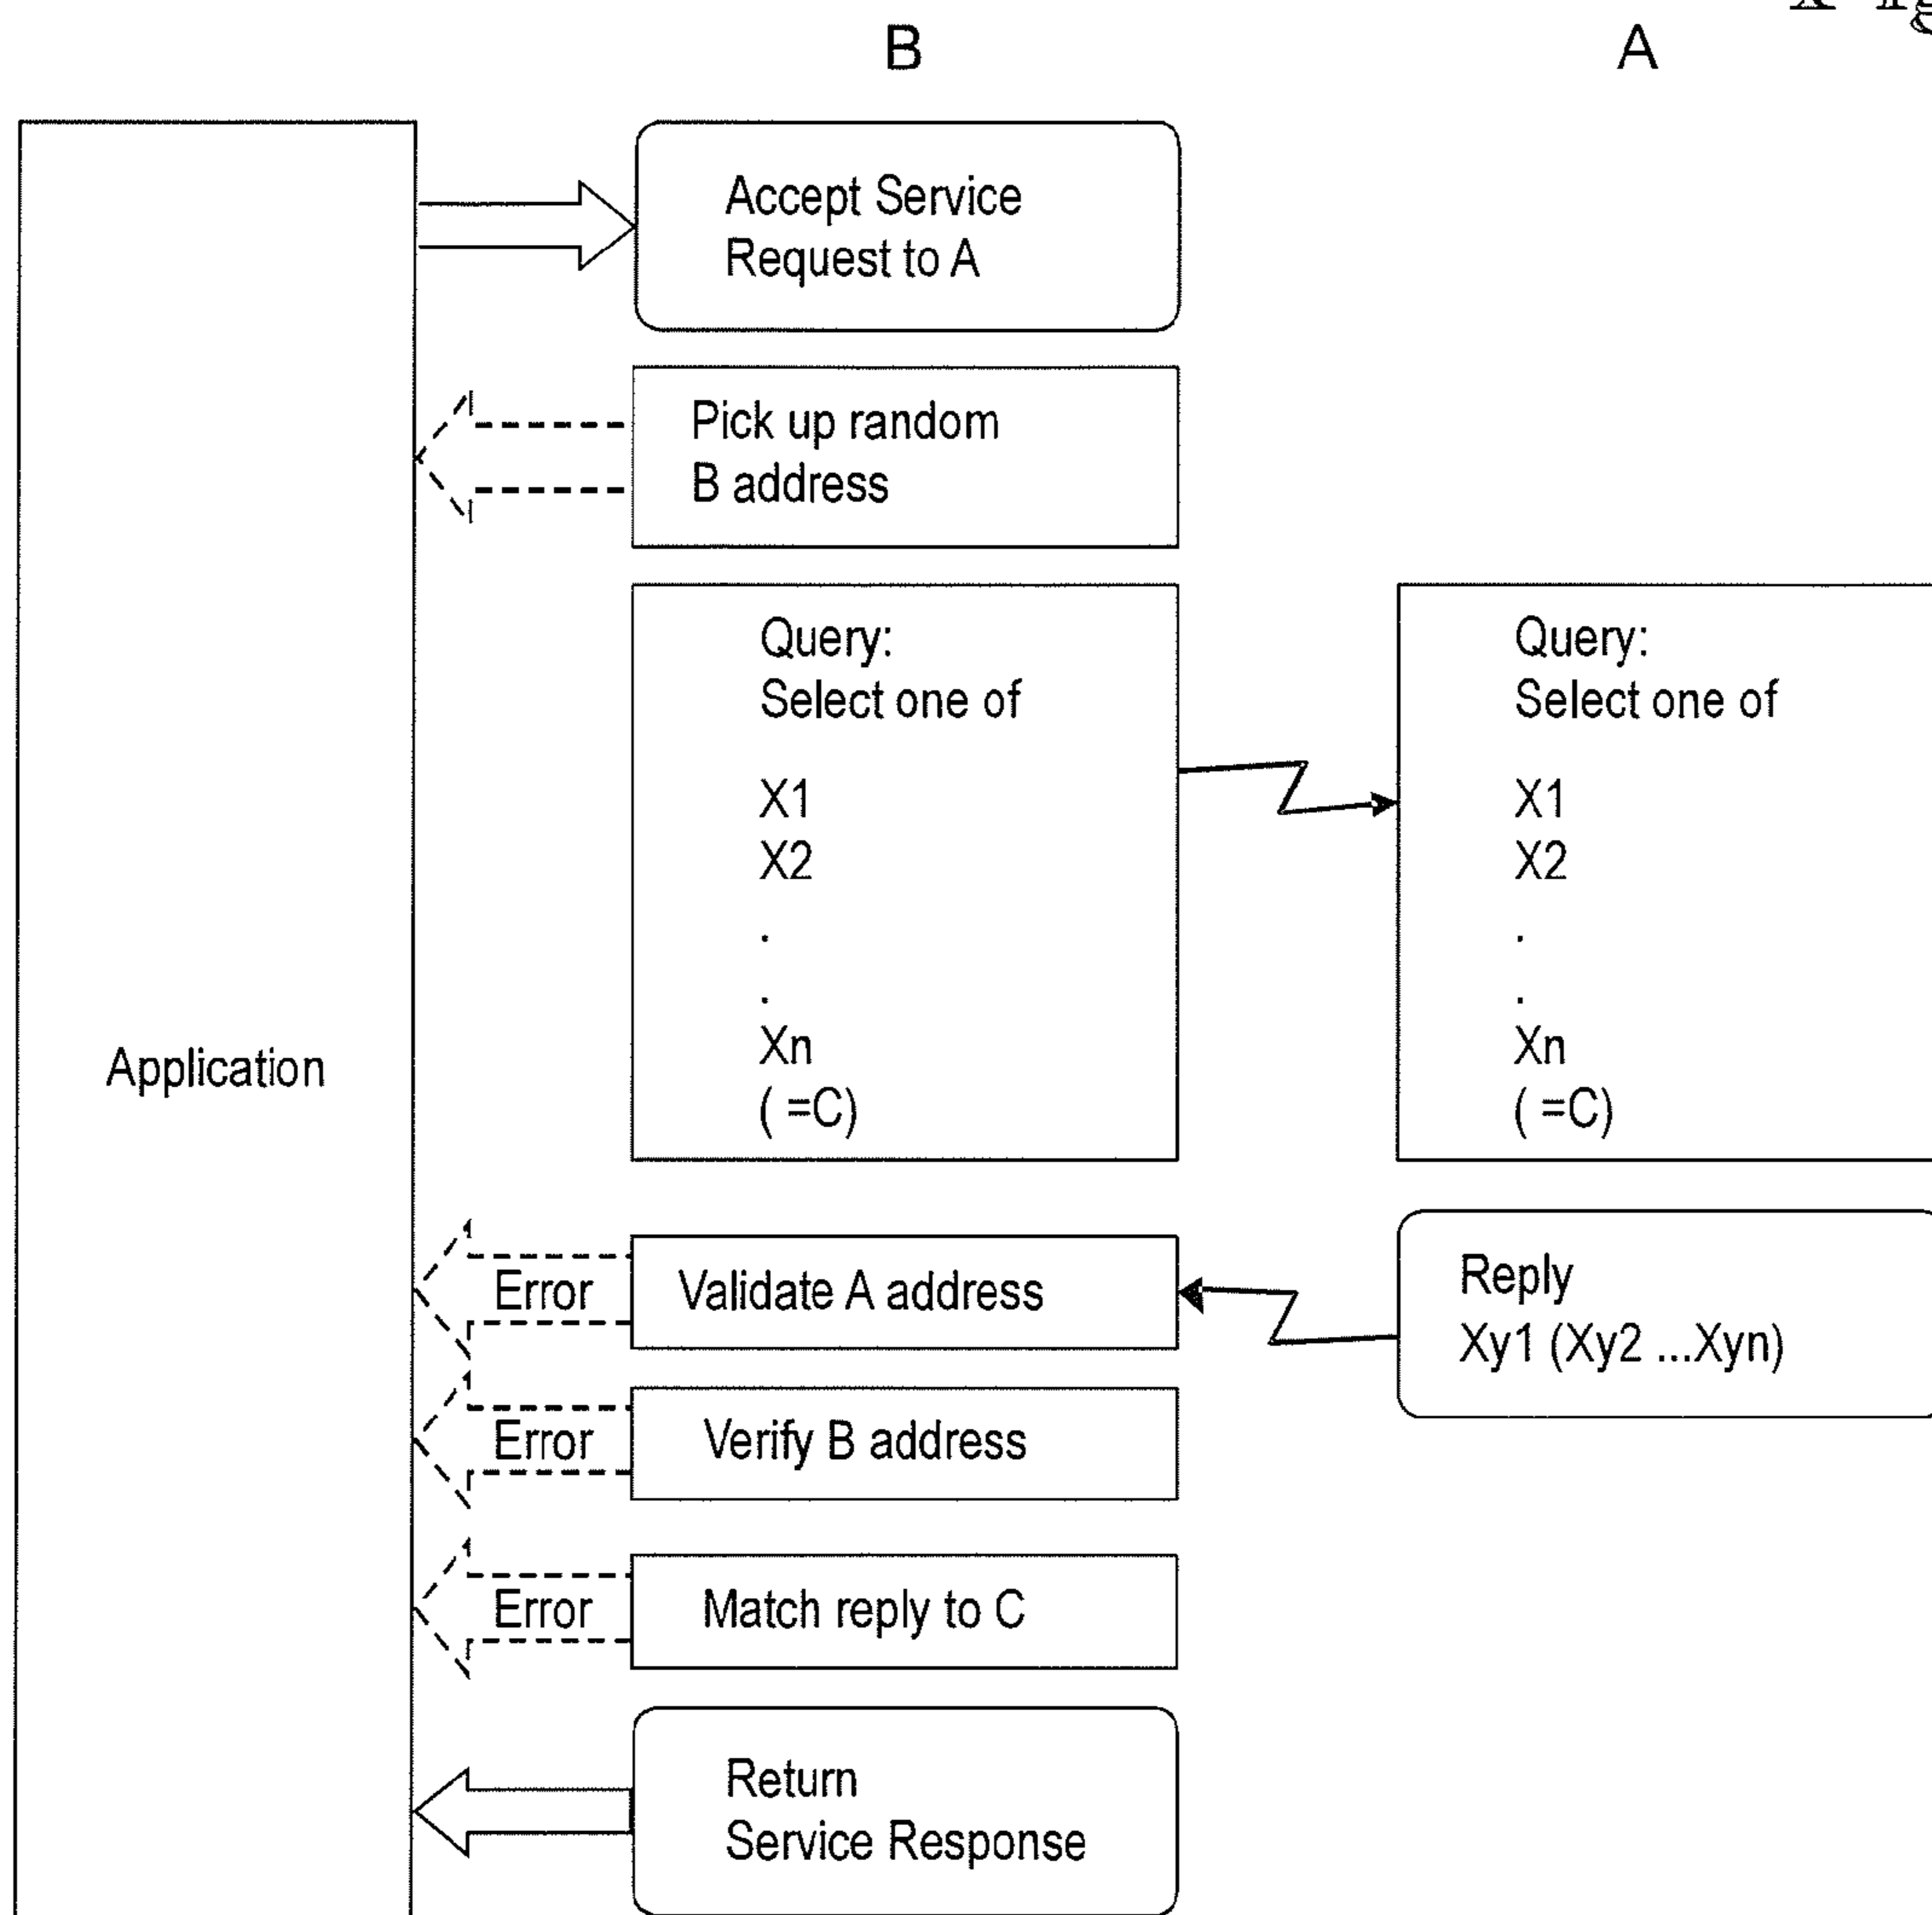 B
A
Accept Service
Request to A
Pick up random
B address
Query:
Select one of
X1
X2
.
.
Xn
( =C)
Query:
Select one of
X1
X2
.
.
Xn
( =C)
Application
Error
Validate A address
Reply
Xy1 (Xy2 ...Xyn)
Error
Verify B address
Error
Match reply to C
Return
Service Response